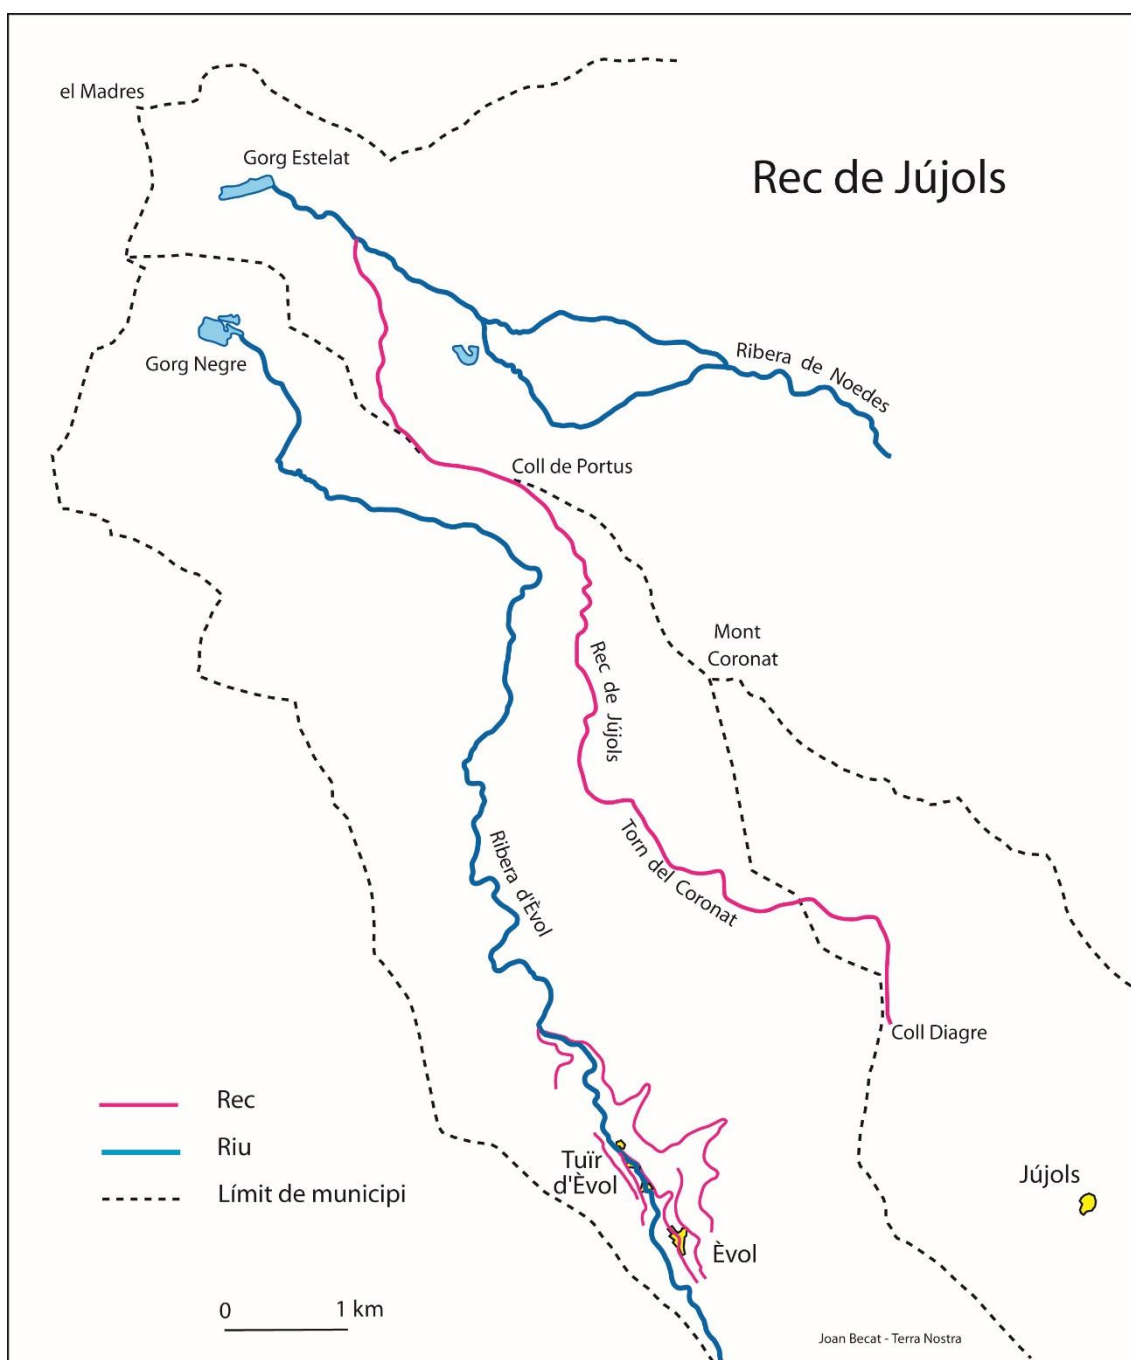 el Madres
Gorg Estelat
Rec de Jújols
Gorg Negre
Ribera de Noedes
Coll de Portus
Mont
Coronat
Rec de Jújols
Torn del Coronat
Ribera d'Èvol
Coll Diagre
Rec
Riu
Límit de municipi
Tuïr
d'Èvol
Jújols
Èvol
0 1 km
Joan Becat - Terra Nostra